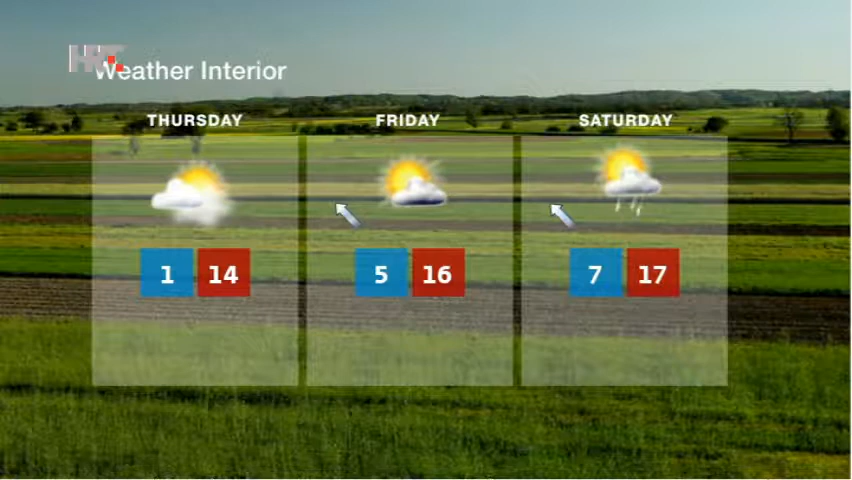 HRT
Weather Interior
THURSDAY FRIDAY SATURDAY
1 14 5 16 7 17